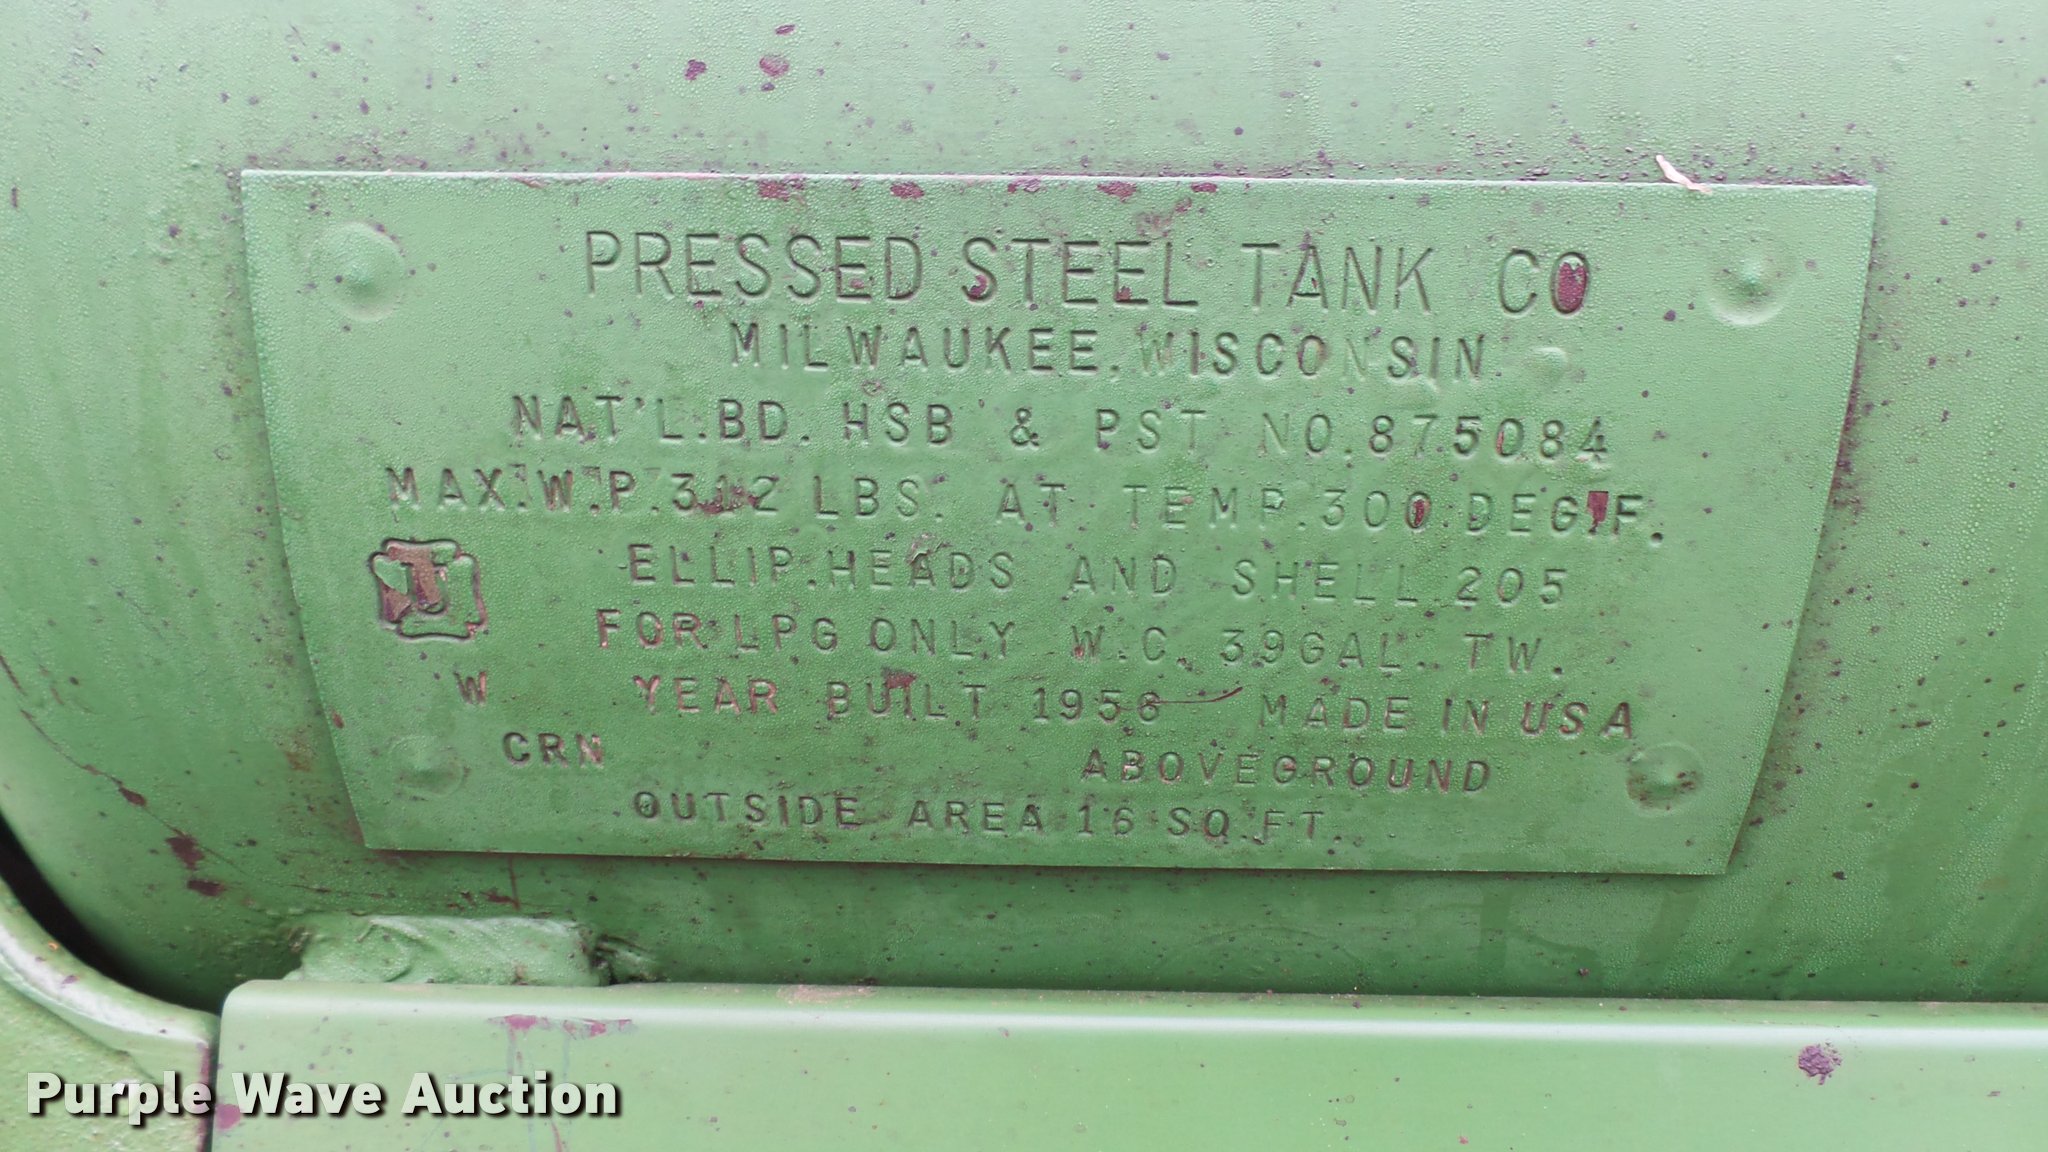 PRESSED STEEL TANK CO
MILWAUKEE, WISCONSIN
NAT'L. BD. HSB & PST NO. 875084
MAX. W. P. 312 LBS. AT TEMP. 300 DEG. F.
ELLIP. HEADS AND SHELL 205
U
FOR LPG ONLY W.C. 39 GAL. TW.
W YEAR BUILT 1956 MADE IN USA
CRN ABOVEGROUND
OUTSIDE AREA 16 SQ. FT.
Purple Wave Auction